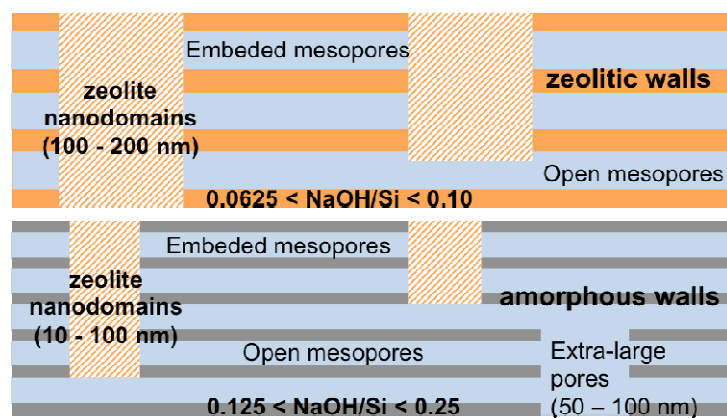 Embeded mesopores
zeolitic walls
zeolite
nanodomains
(100 - 200 nm)
Open mesopores
0.0625 < NaOH/Si < 0.10
Embeded mesopores
zeolite
nanodomains
(10 - 100 nm)
amorphous walls
Open mesopores
Extra-large
pores
(50 – 100 nm)
0.125 < NaOH/Si < 0.25